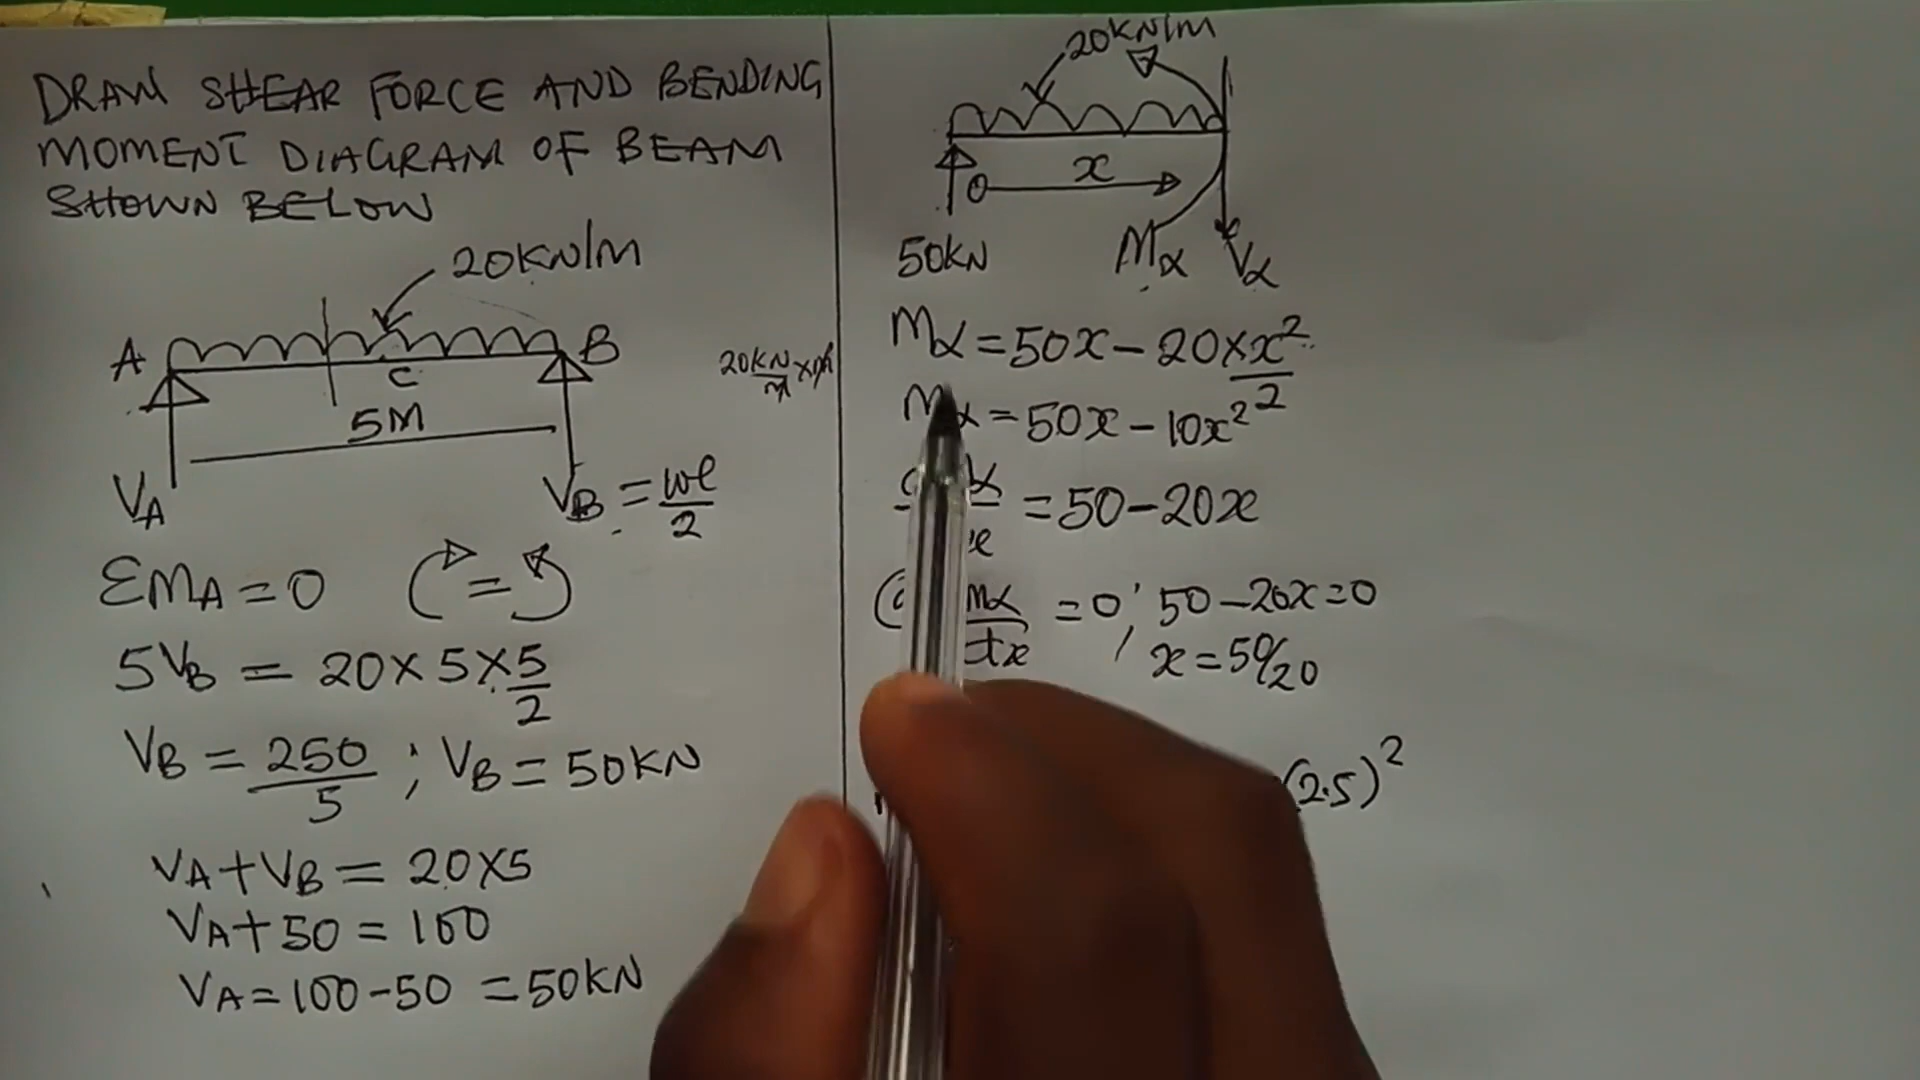 DRAW SHEAR FORCE AND BENDING
MOMENT DIAGRAM OF BEAM
SHOWN BELOW
20KN/M
A B
C
5M
VA VB = wl/2
ΣMA = 0 ( = )
5VB = 20 × 5 × 5/2
VB = 250/5 ; VB = 50KN
VA + VB = 20×5
VA + 50 = 100
VA = 100 - 50 = 50KN
20KN/M
x
0
50KN Mx Vx
Mx = 50x - 20 × x²/2
Mx = 50x - 10x²
= 50 - 20x
= 0 ; 50 - 20x = 0
x = 50/20
(2.5)²